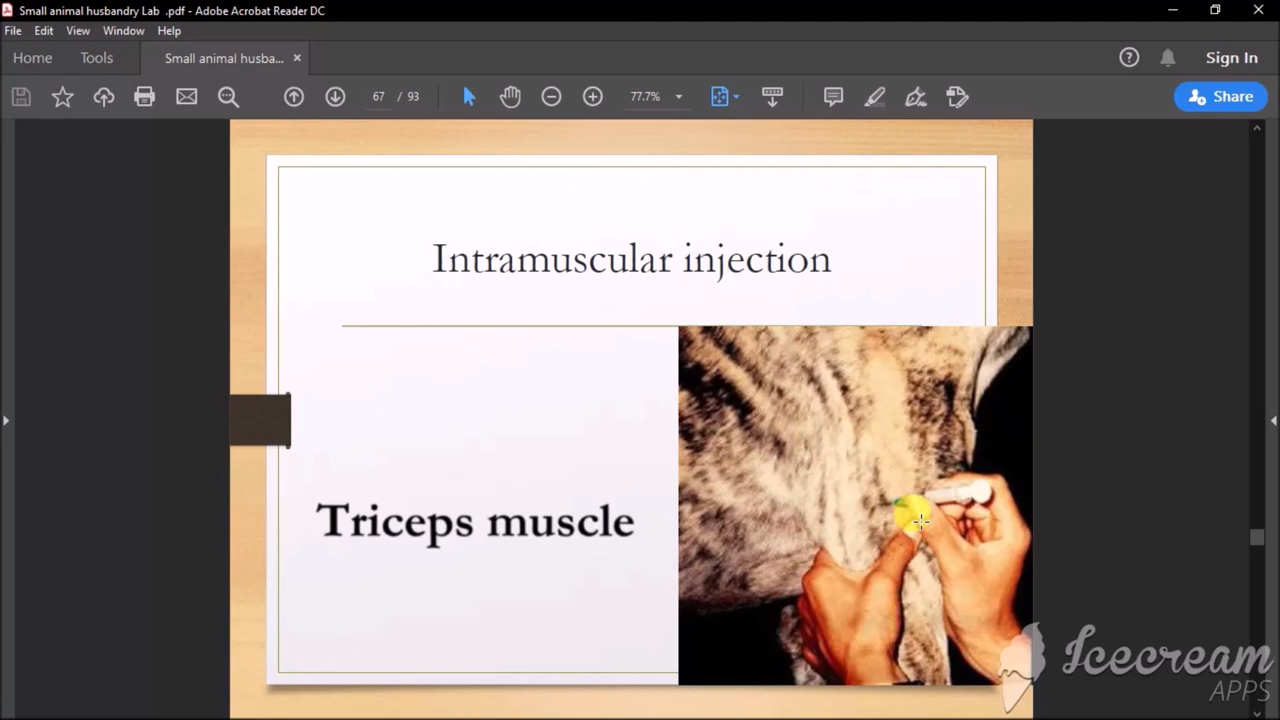 Small animal husbandry Lab .pdf - Adobe Acrobat Reader DC
File Edit View Window Help
Home Tools Small animal husba... Sign In
67 / 93 77.7% Share
Intramuscular injection
Triceps muscle
Icecream
APPS